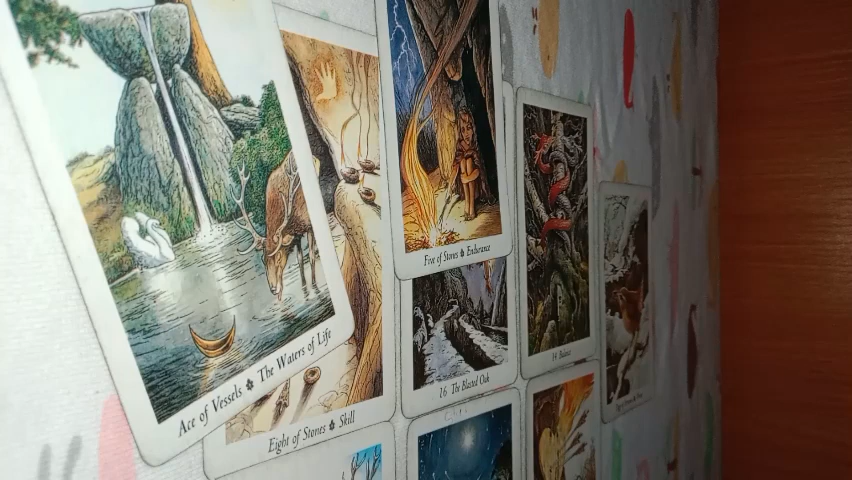 Ace of Vessels The Waters of Life
Eight of Stones Skill
Five of Stones Endurance
16 The Blasted Oak
14 Balance